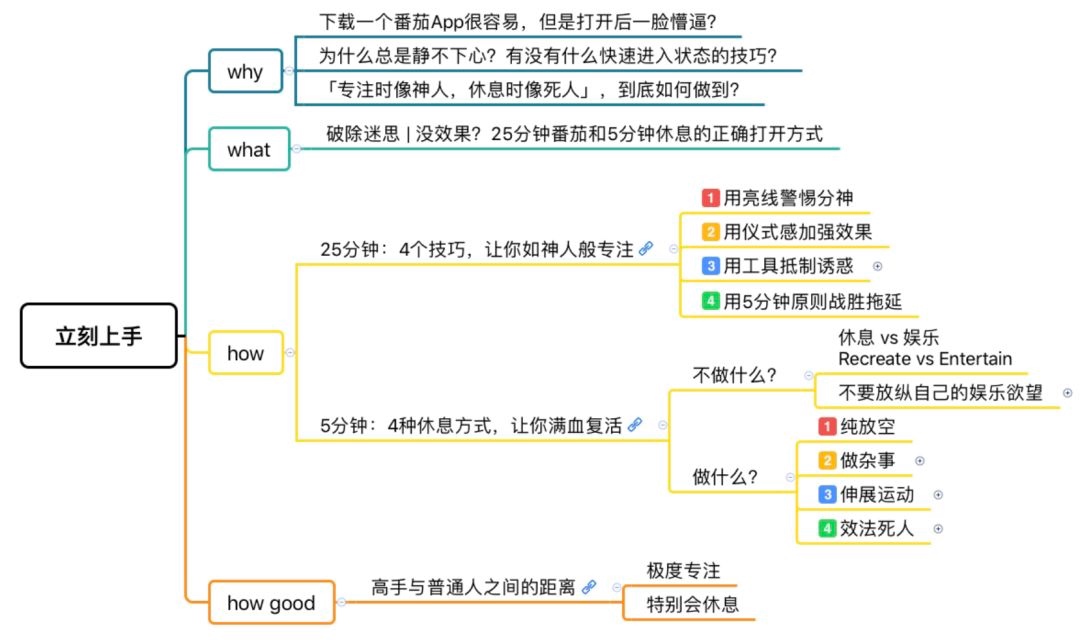 下载一个番茄App很容易，但是打开后一脸懵逼？
为什么总是静不下心？有没有什么快速进入状态的技巧？
「专注时像神人，休息时像死人」，到底如何做到？
why
破除迷思 | 没效果？25分钟番茄和5分钟休息的正确打开方式
what
立刻上手
how
25分钟：4个技巧，让你如神人般专注
1 用亮线警惕分神
2 用仪式感加强效果
3 用工具抵制诱惑
4 用5分钟原则战胜拖延
5分钟：4种休息方式，让你满血复活
不做什么？
休息 vs 娱乐
Recreate vs Entertain
不要放纵自己的娱乐欲望
做什么？
1 纯放空
2 做杂事
3 伸展运动
4 效法死人
how good
高手与普通人之间的距离
极度专注
特别会休息